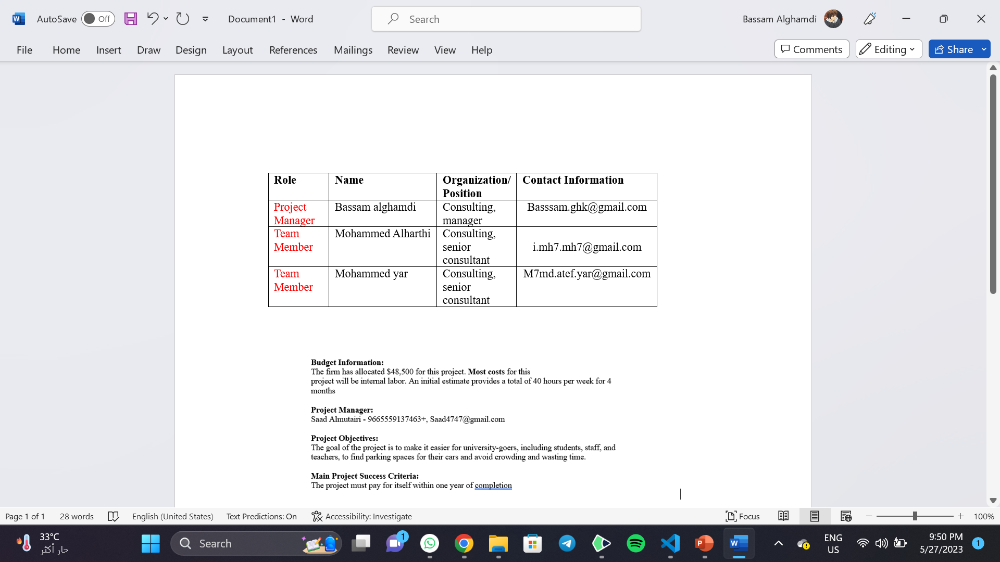 AutoSave Off Document1 - Word Search Bassam Alghamdi
File Home Insert Draw Design Layout References Mailings Review View Help Comments Editing Share
Role Name Organization/ Contact Information
Position
Project Bassam alghamdi Consulting, Basssam.ghk@gmail.com
Manager manager
Team Mohammed Alharthi Consulting,
Member senior i.mh7.mh7@gmail.com
consultant
Team Mohammed yar Consulting, M7md.atef.yar@gmail.com
Member senior
consultant
Budget Information:
The firm has allocated $48,500 for this project. Most costs for this
project will be internal labor. An initial estimate provides a total of 40 hours per week for 4
months
Project Manager:
Saad Almutairi - 9665559137463+, Saad4747@gmail.com
Project Objectives:
The goal of the project is to make it easier for university-goers, including students, staff, and
teachers, to find parking spaces for their cars and avoid crowding and wasting time.
Main Project Success Criteria:
The project must pay for itself within one year of completion
Page 1 of 1 28 words English (United States) Text Predictions: On Accessibility: Investigate Focus 100%
33°C
حار أكثر
Search
1
ENG
US
9:50 PM
5/27/2023
1